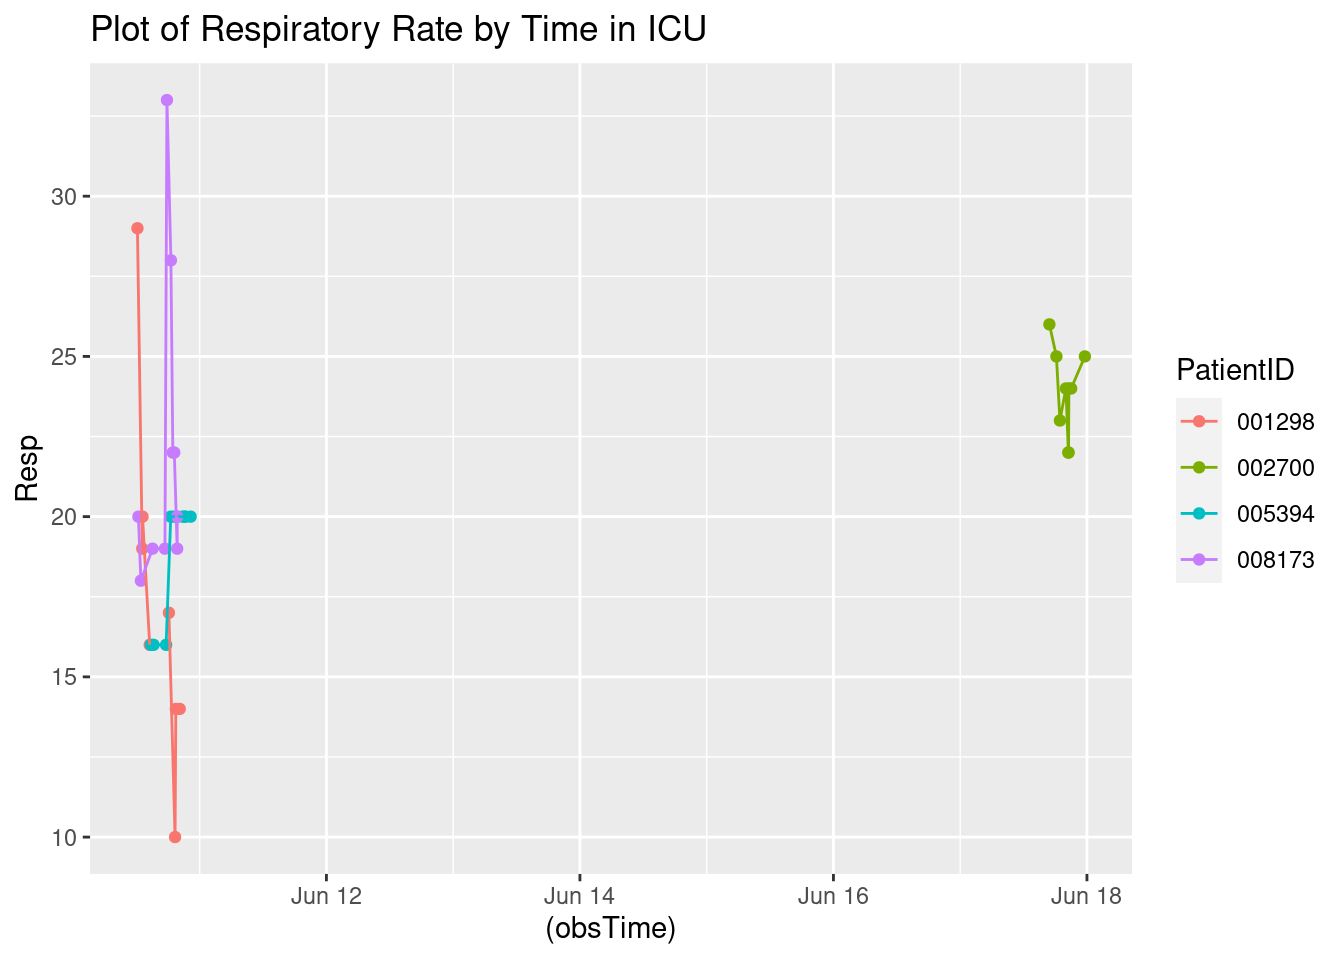 Plot of Respiratory Rate by Time in ICU
Resp
30
25
20
15
10
Jun 12
Jun 14
Jun 16
Jun 18
(obsTime)
PatientID
001298
002700
005394
008173